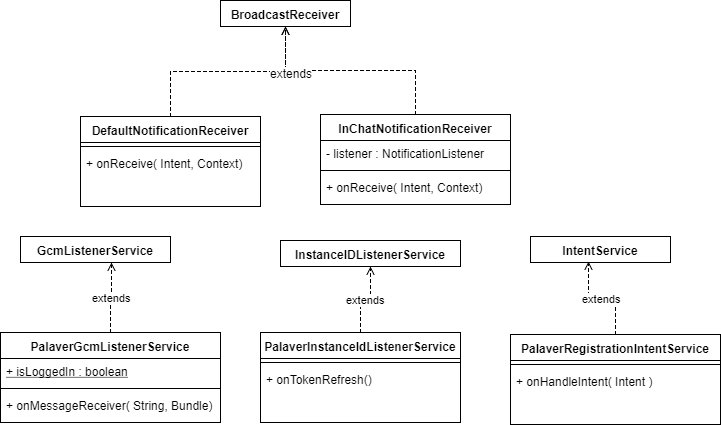 BroadcastReceiver
extends
DefaultNotificationReceiver
+ onReceive( Intent, Context)
InChatNotificationReceiver
- listener : NotificationListener
+ onReceive( Intent, Context)
GcmListenerService
InstanceIDListenerService
IntentService
extends
extends
extends
PalaverGcmListenerService
+ isLoggedIn : boolean
+ onMessageReceiver( String, Bundle)
PalaverInstanceIdListenerService
+ onTokenRefresh()
PalaverRegistrationIntentService
+ onHandleIntent( Intent )